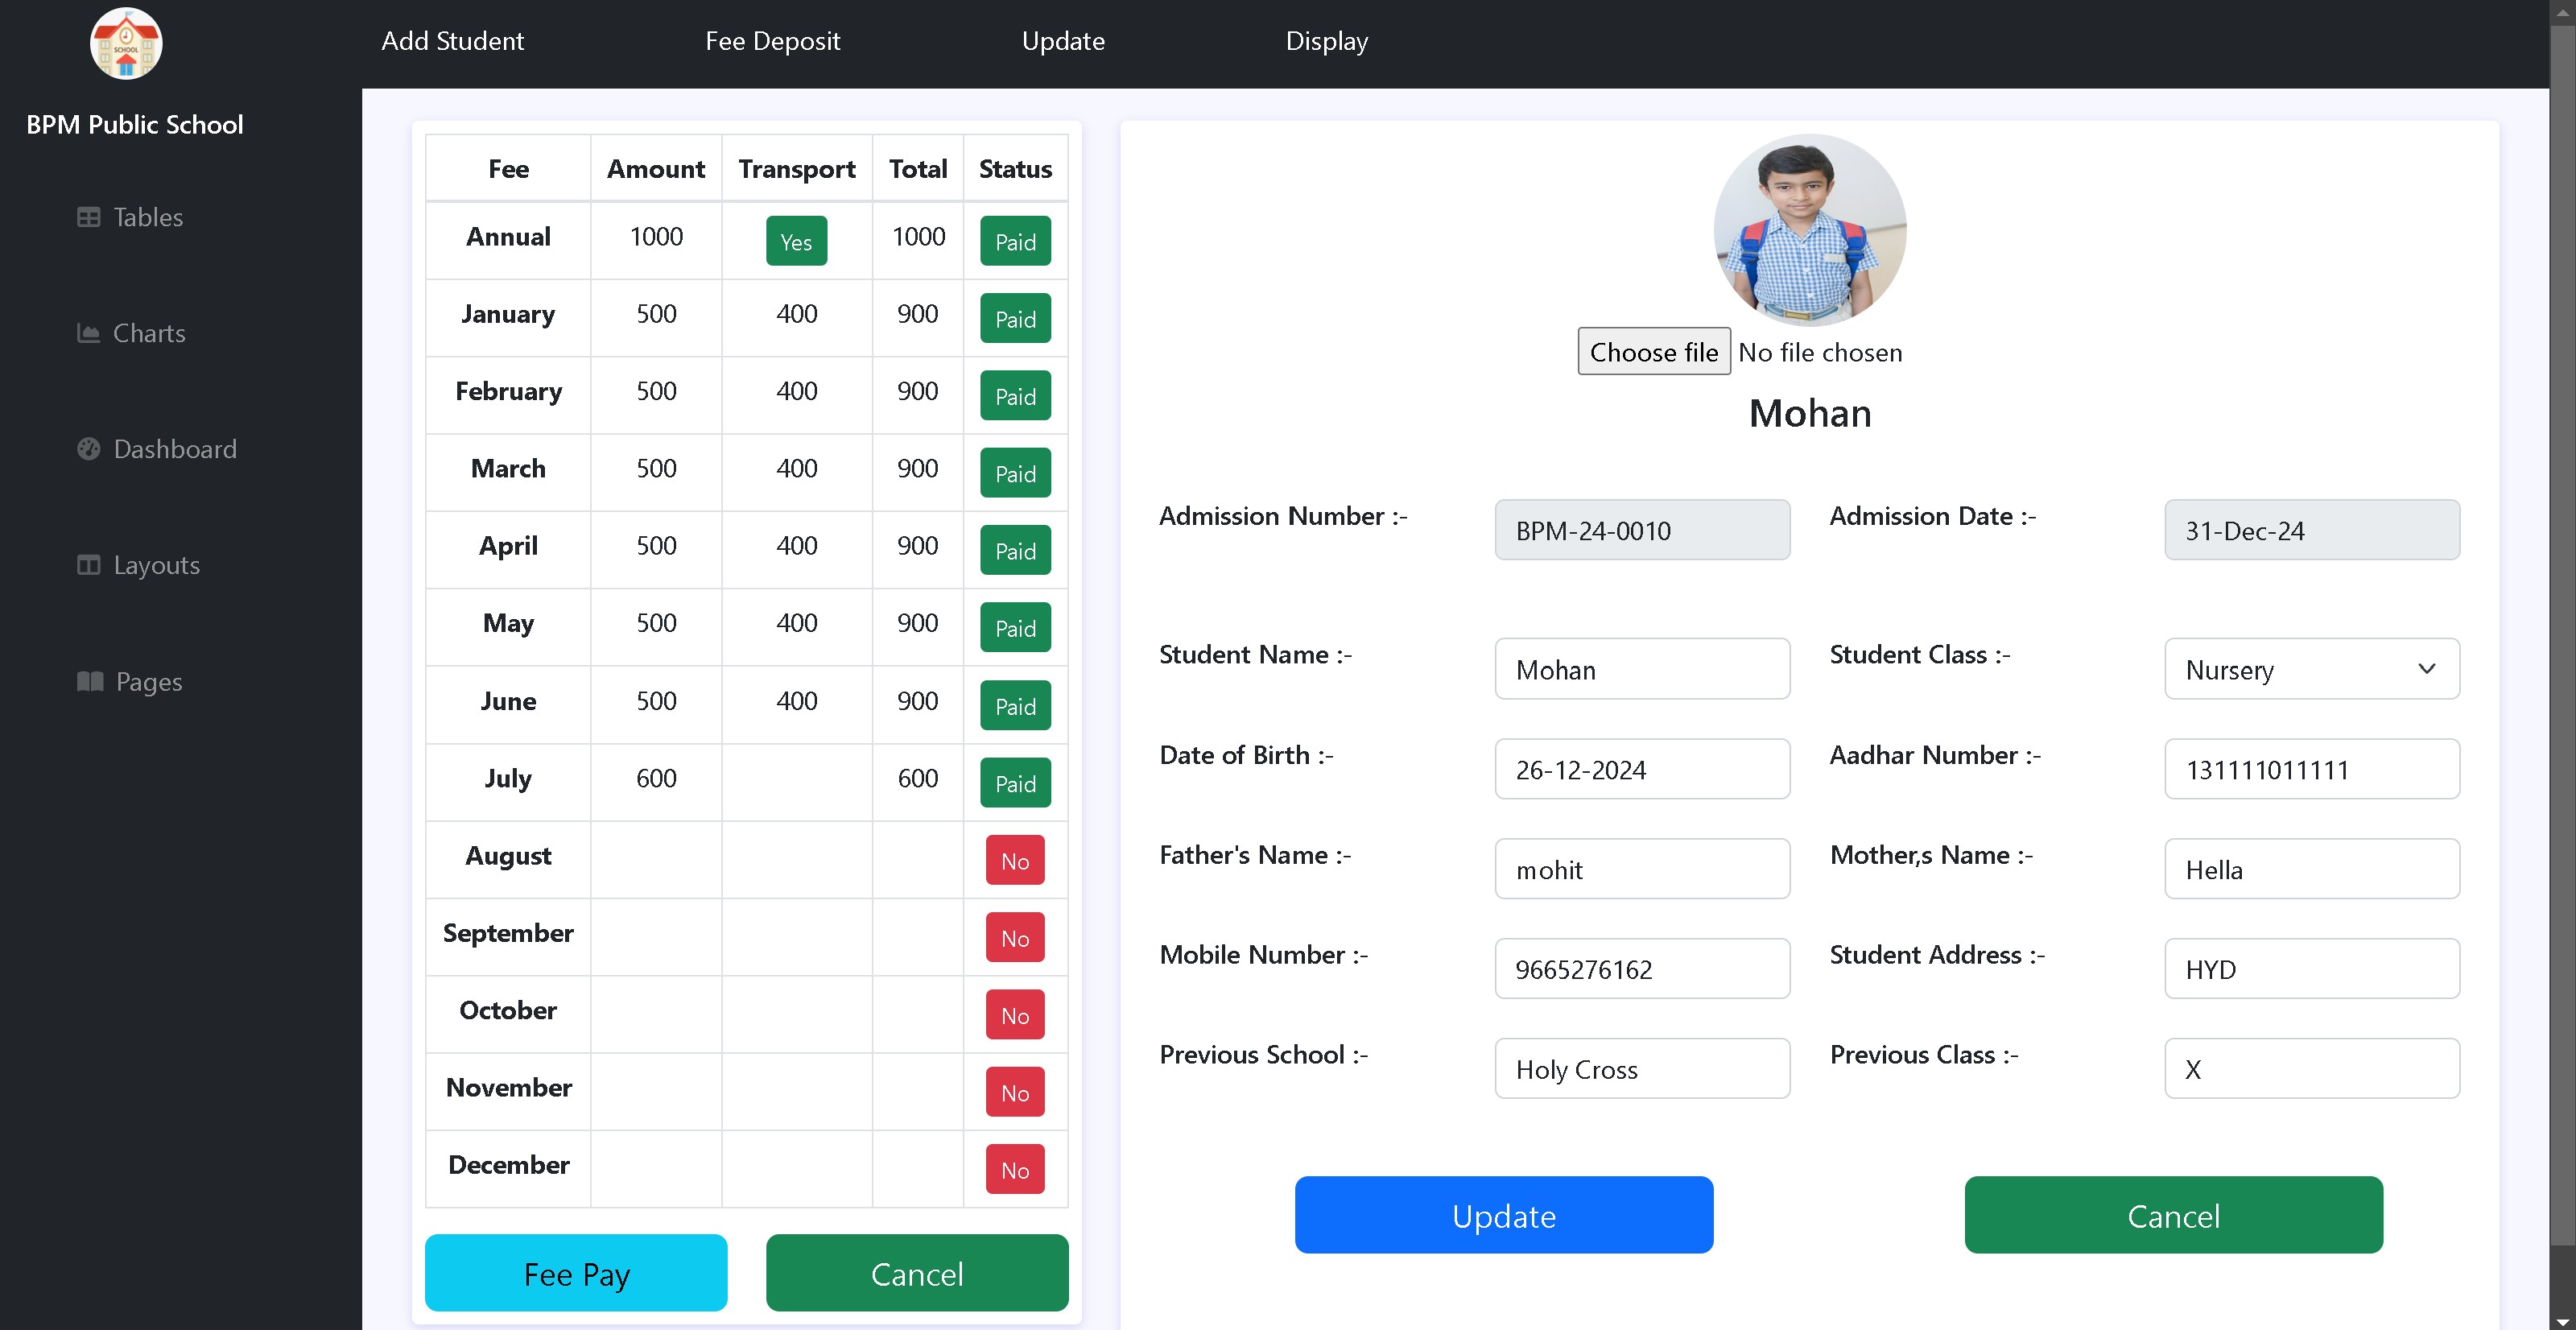 SCHOOL
BPM Public School
Tables
Charts
Dashboard
Layouts
Pages
Add Student Fee Deposit Update Display
Fee Amount Transport Total Status
Annual 1000 Yes 1000 Paid
January 500 400 900 Paid
February 500 400 900 Paid
March 500 400 900 Paid
April 500 400 900 Paid
May 500 400 900 Paid
June 500 400 900 Paid
July 600 600 Paid
August No
September No
October No
November No
December No
Fee Pay Cancel
Choose file No file chosen
Mohan
Admission Number :- BPM-24-0010 Admission Date :- 31-Dec-24
Student Name :- Mohan Student Class :- Nursery
Date of Birth :- 26-12-2024 Aadhar Number :- 131111011111
Father's Name :- mohit Mother,s Name :- Hella
Mobile Number :- 9665276162 Student Address :- HYD
Previous School :- Holy Cross Previous Class :- X
Update Cancel